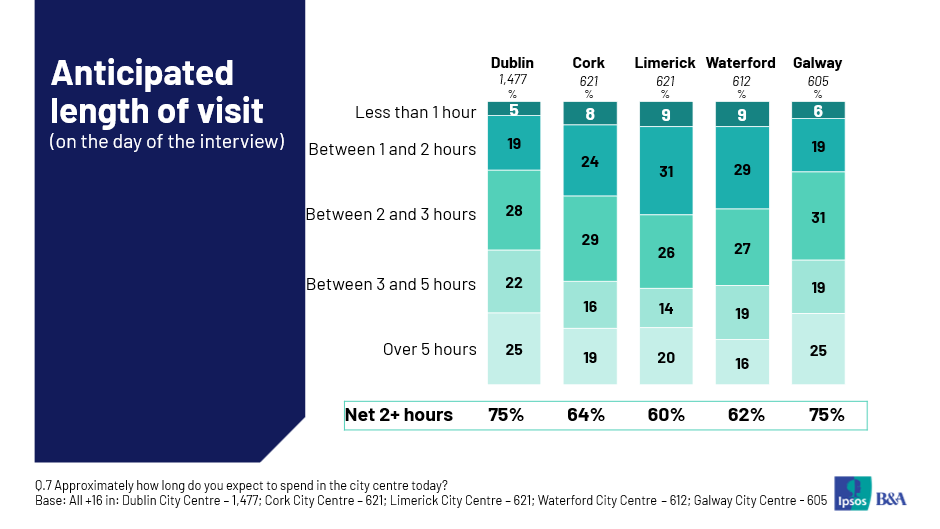 Anticipated
length of visit
(on the day of the interview)
Dublin Cork Limerick Waterford Galway
1,477 621 621 612 605
% % % % %
Less than 1 hour 5 8 9 9 6
Between 1 and 2 hours 19 24 31 29 19
Between 2 and 3 hours 28 29 26 27 31
Between 3 and 5 hours 22 16 14 19 19
Over 5 hours 25 19 20 16 25
Net 2+ hours 75% 64% 60% 62% 75%
Q.7 Approximately how long do you expect to spend in the city centre today?
Base: All +16 in: Dublin City Centre – 1,477; Cork City Centre – 621; Limerick City Centre – 621; Waterford City Centre – 612; Galway City Centre - 605
Ipsos B&A